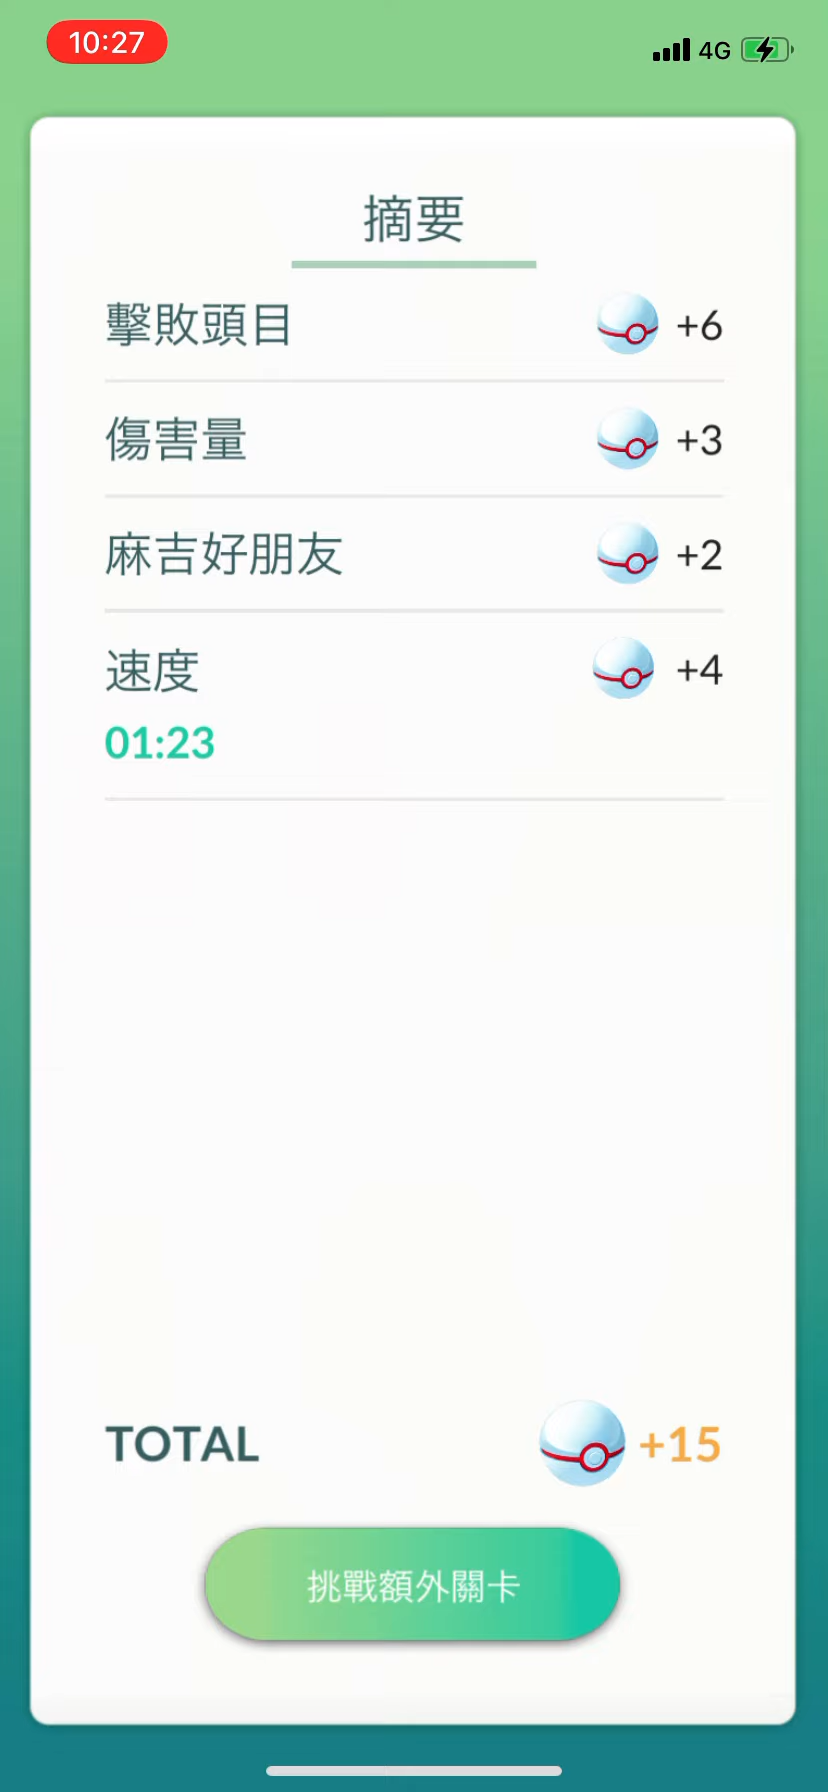 10:27
4G
摘要
擊敗頭目 +6
傷害量 +3
麻吉好朋友 +2
速度 +4
01:23
TOTAL +15
挑戰額外關卡